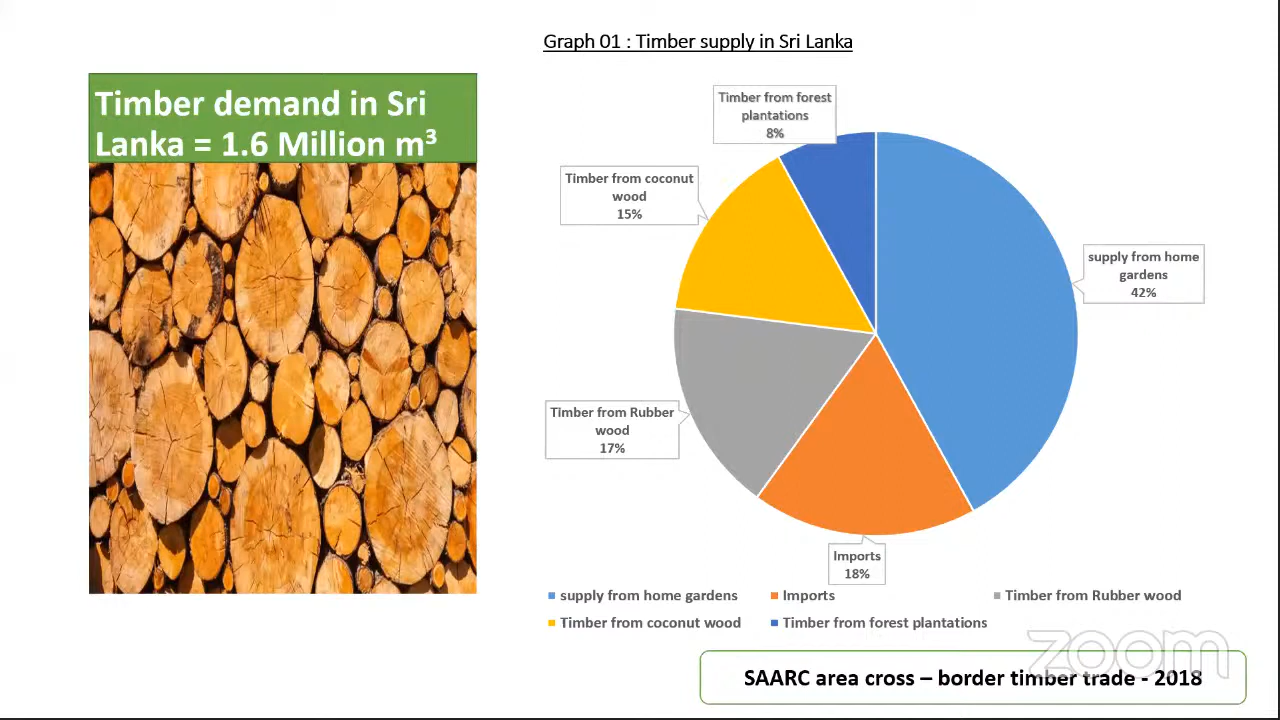 Graph 01 : Timber supply in Sri Lanka
Timber demand in Sri
Lanka = 1.6 Million m³
Timber from forest
plantations
8%
Timber from coconut
wood
15%
supply from home
gardens
42%
Timber from Rubber
wood
17%
Imports
18%
supply from home gardens
Imports
Timber from Rubber wood
Timber from coconut wood
Timber from forest plantations
zoom
SAARC area cross – border timber trade - 2018